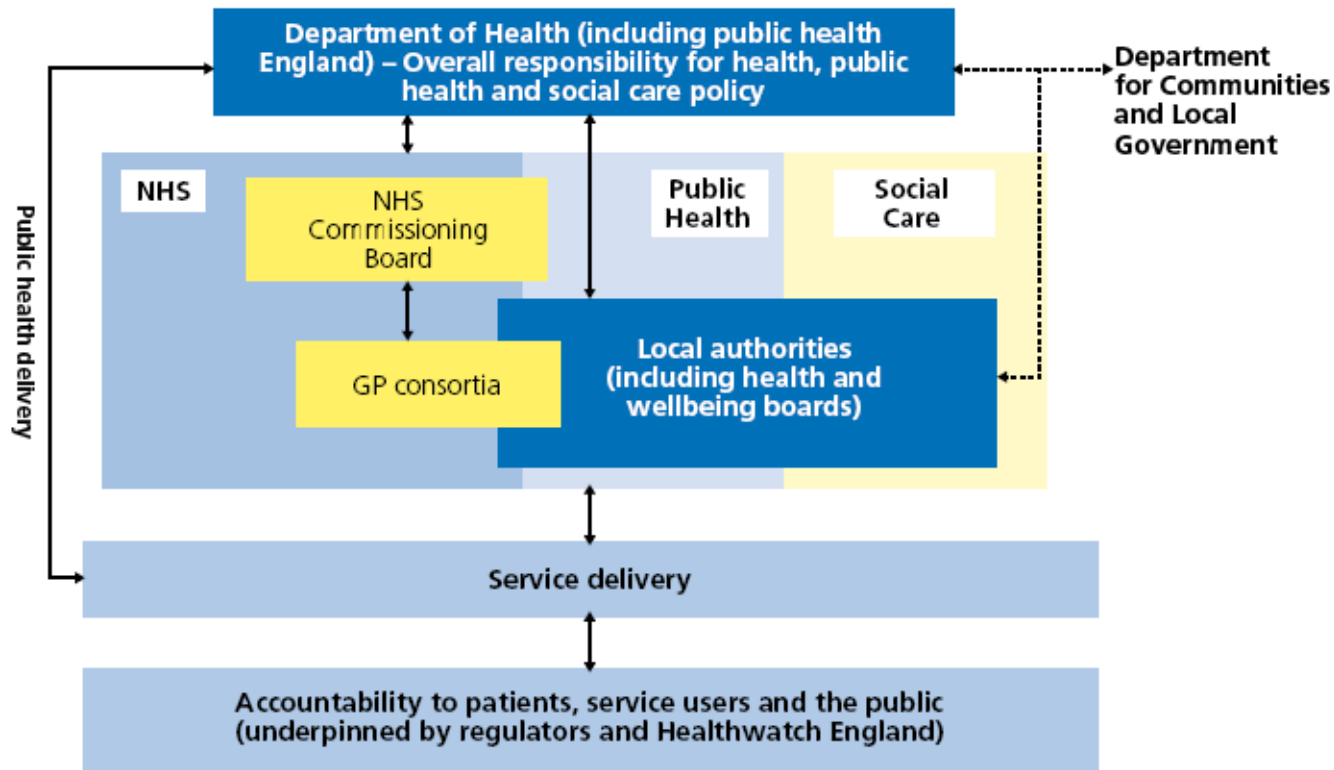 Department of Health (including public health
England) – Overall responsibility for health, public
health and social care policy
Department
for Communities
and Local
Government
Public health delivery
NHS
NHS
Commissioning
Board
Public
Health
Social
Care
GP consortia
Local authorities
(including health and
wellbeing boards)
Service delivery
Accountability to patients, service users and the public
(underpinned by regulators and Healthwatch England)